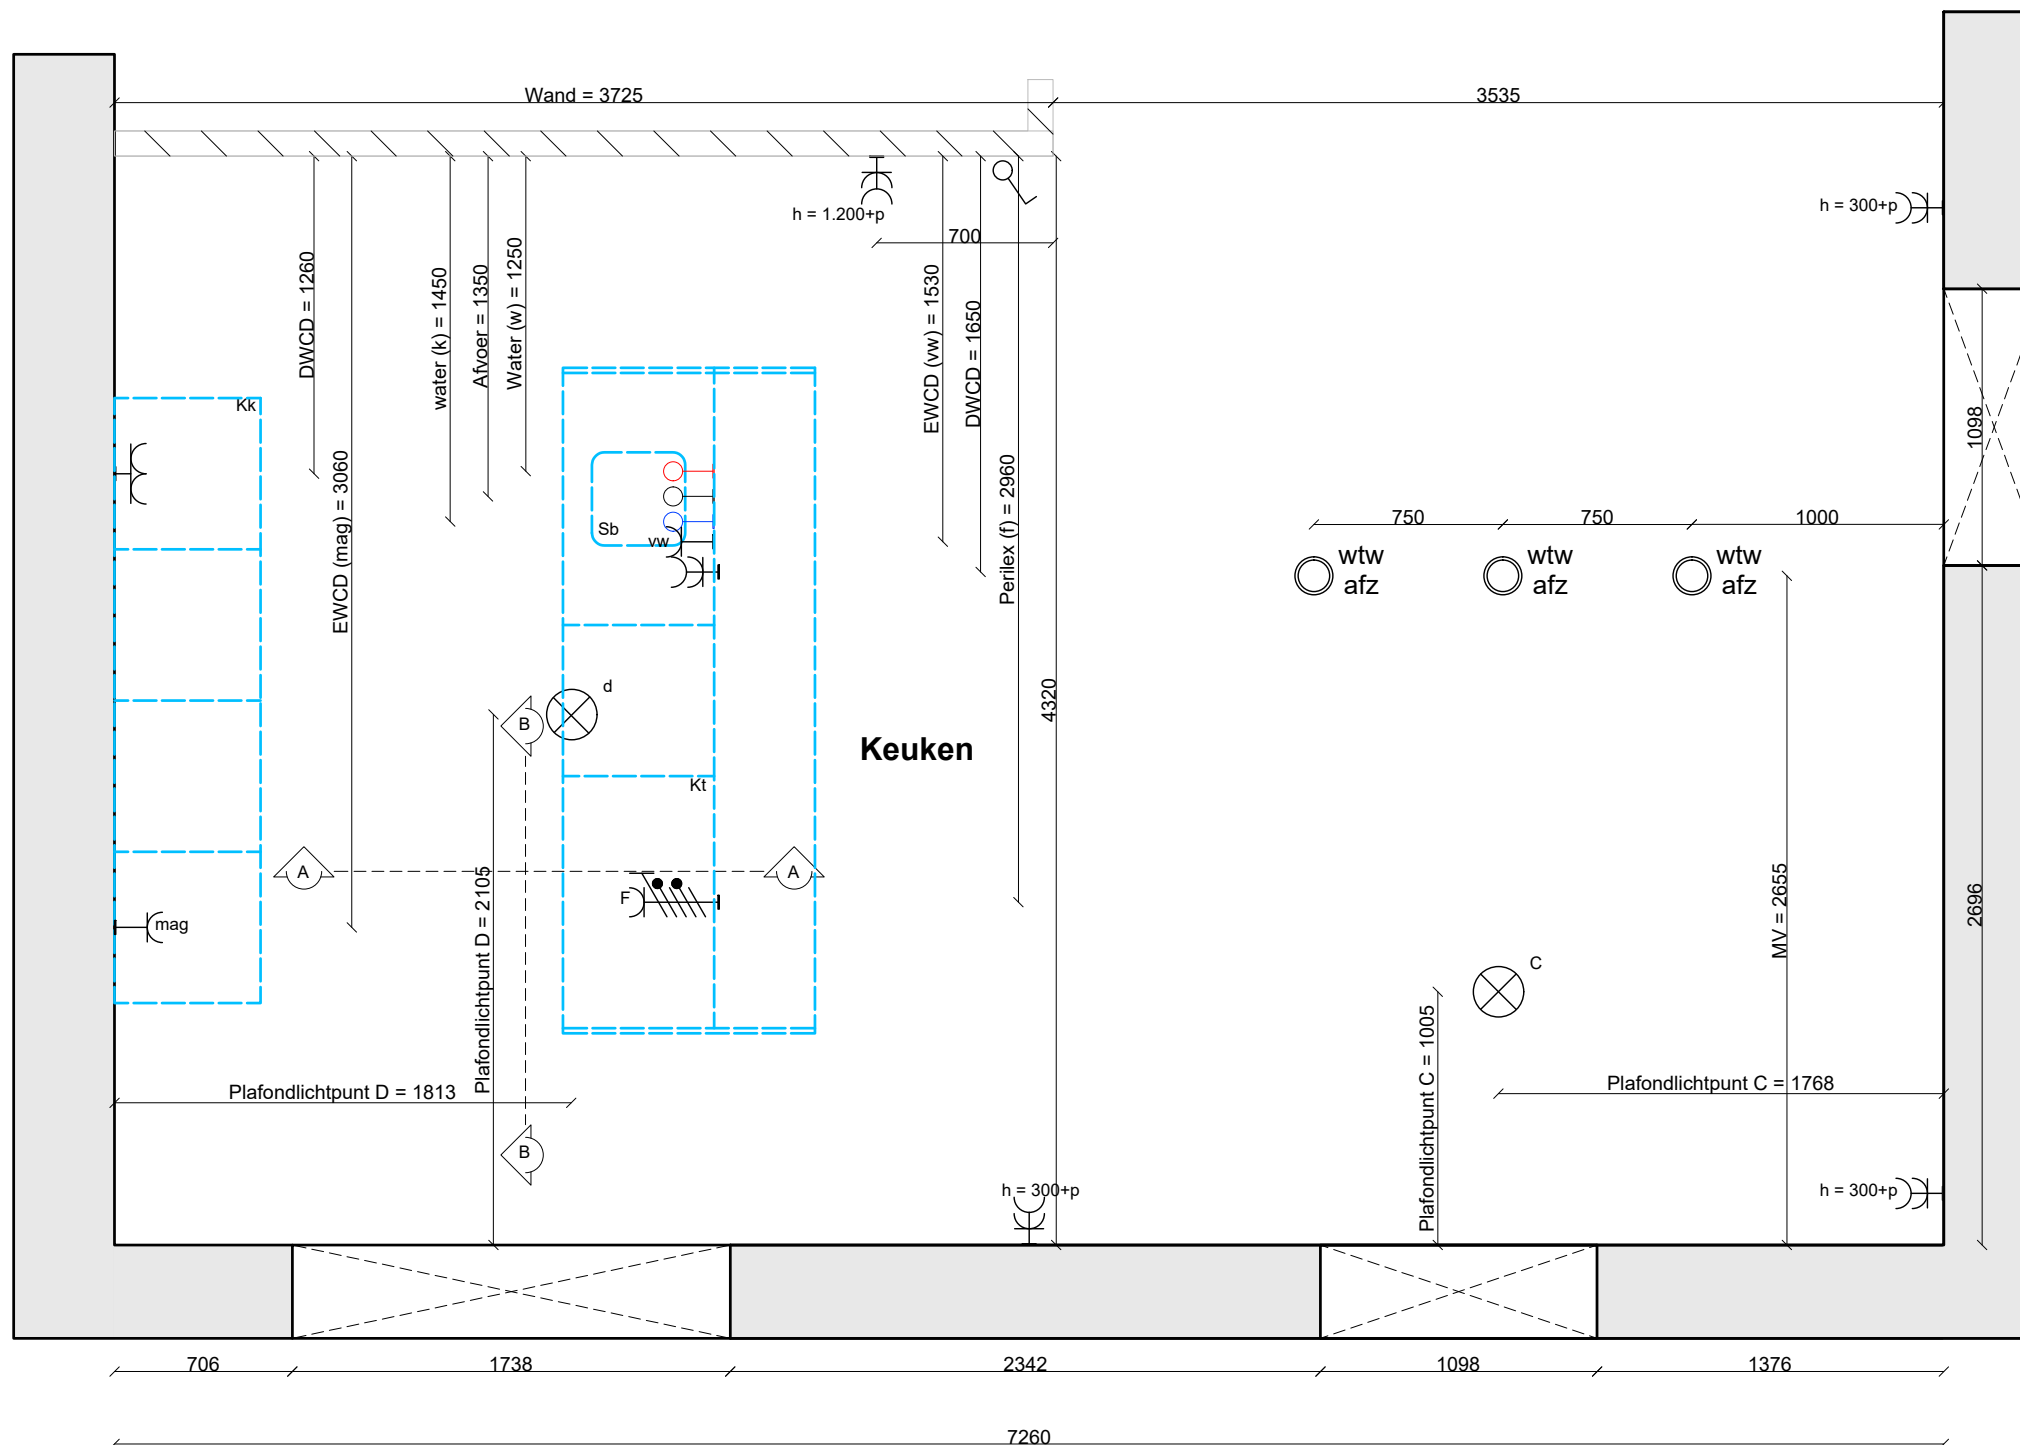 Wand = 3725
3535
h = 1.200+p
h = 300+p
700
DWCD = 1260
water (k) = 1450
Afvoer = 1350
Water (w) = 1250
EWCD (vw) = 1530
DWCD = 1650
EWCD (mag) = 3060
Perilex (f) = 2960
Kk
1098
Sb
vw
750
750
1000
wtw
afz
wtw
afz
wtw
afz
d
B
4320
Keuken
Kt
A
A
F
mag
Plafondlichtpunt D = 2105
MV = 2655
2696
C
Plafondlichtpunt C = 1005
Plafondlichtpunt D = 1813
Plafondlichtpunt C = 1768
B
h = 300+p
h = 300+p
706
1738
2342
1098
1376
7260